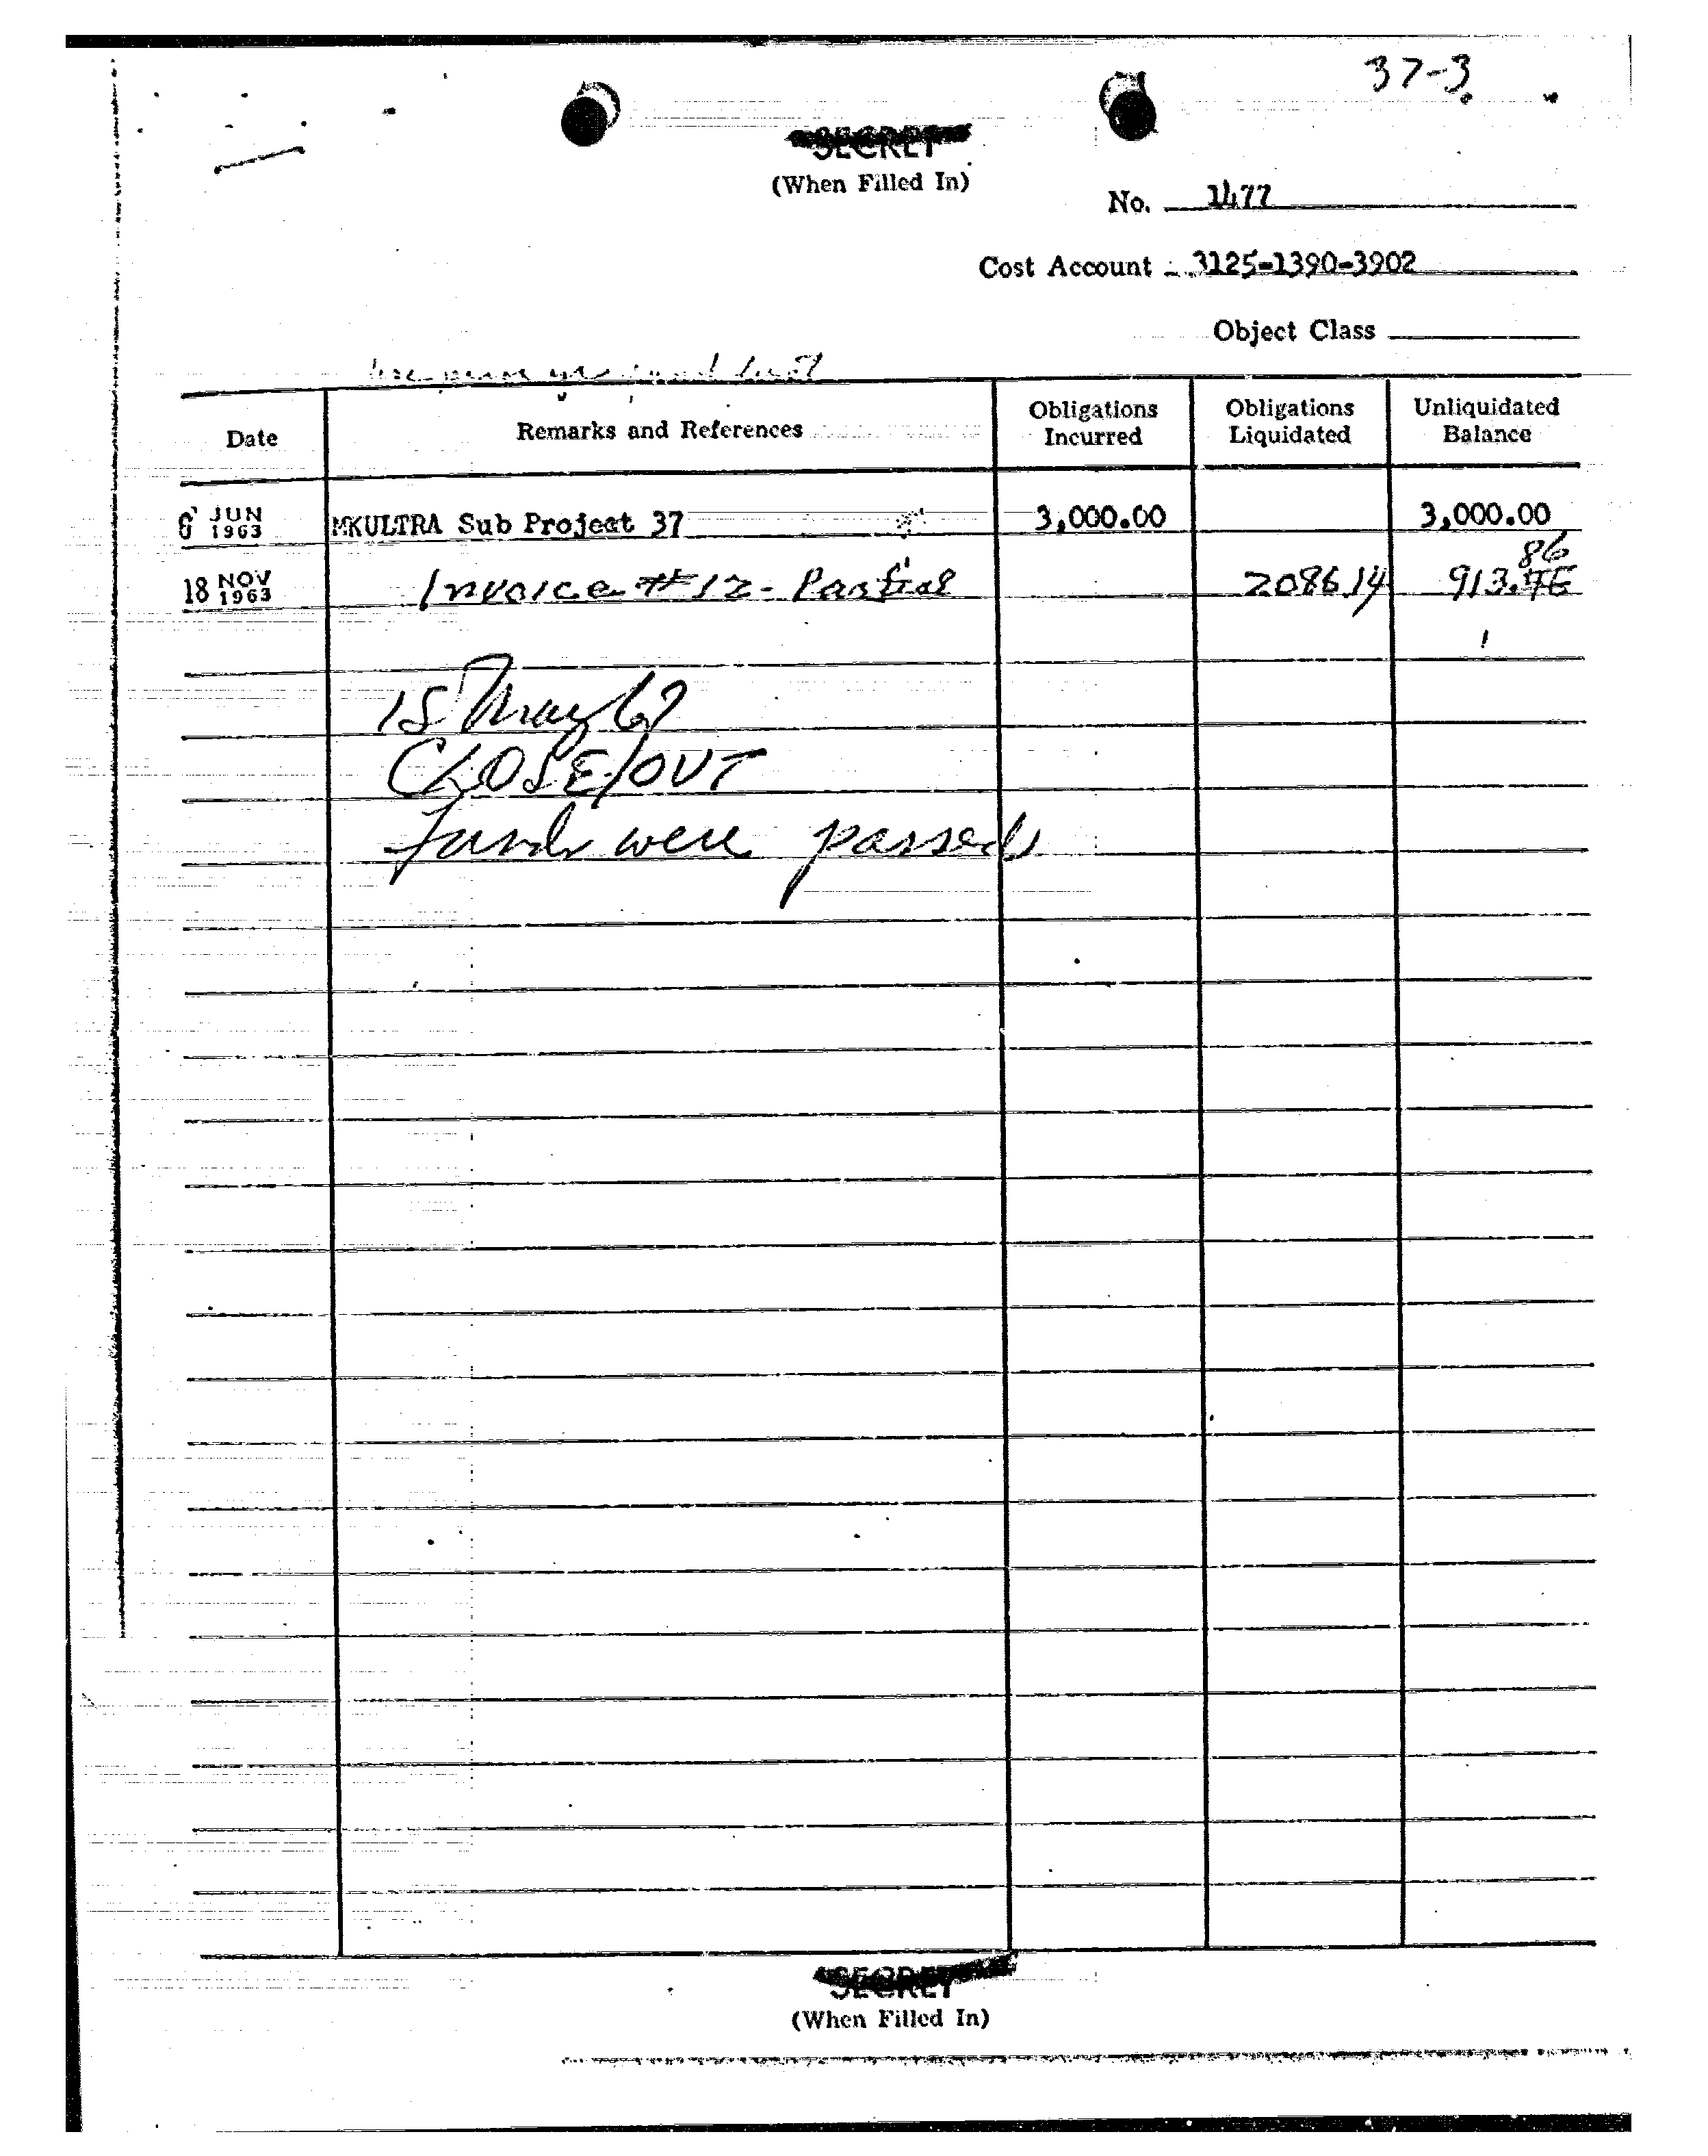 37-3
SECRET
(When Filled In)
No. 1477
Cost Account 3125-1390-3902
Object Class
Date Remarks and References Obligations Incurred Obligations Liquidated Unliquidated Balance
6 JUN 1963 MKULTRA Sub Project 37 3,000.00 3,000.00
86
18 NOV 1963 Invoice #12- Partial 2086.14 913.
15 May 67
CLOSE/OUT
Funds were passed
SECRET
(When Filled In)